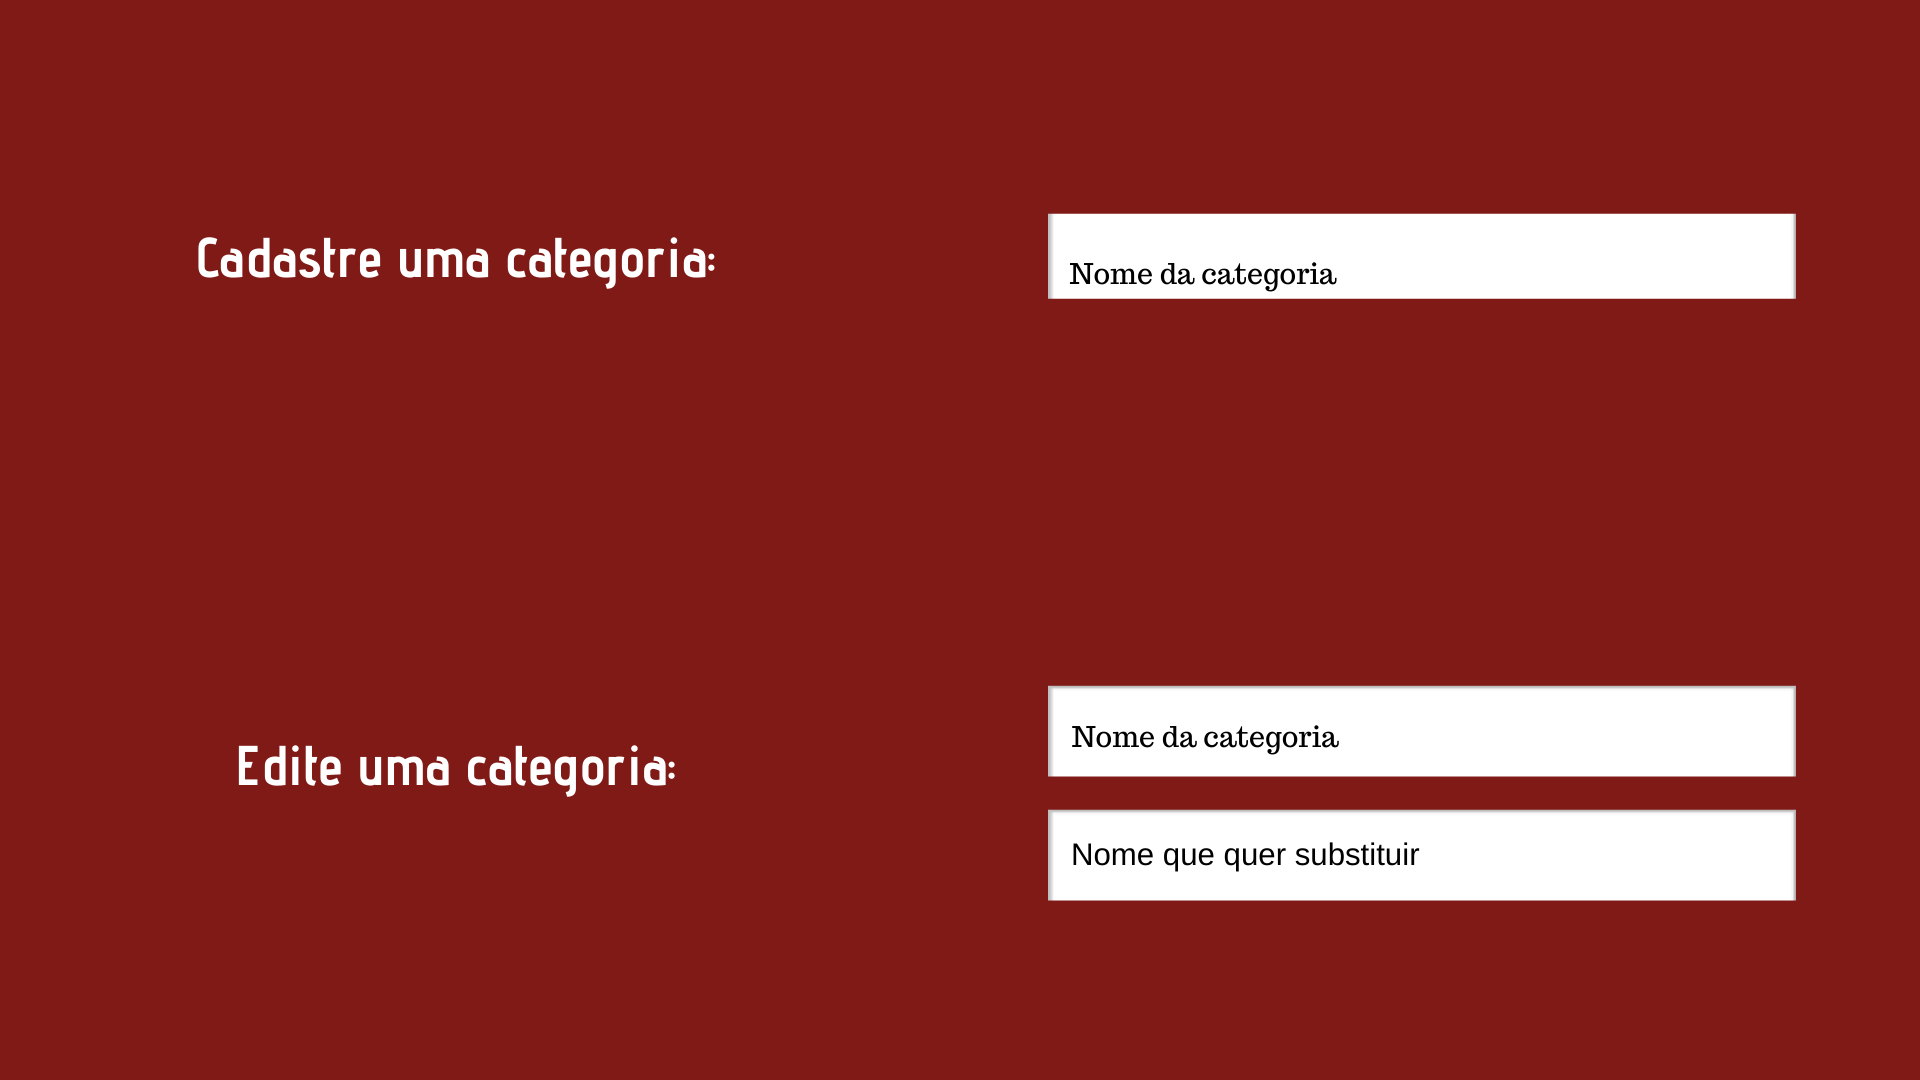 Cadastre uma categoria:
Nome da categoria
Edite uma categoria:
Nome da categoria
Nome que quer substituir